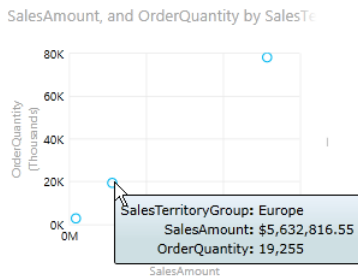 SalesAmount, and OrderQuantity by SalesTe
80K
60K
40K
20K
0K
OrderQuantity
(Thousands)
0M
SalesTerritoryGroup: Europe
SalesAmount: $5,632,816.55
OrderQuantity: 19,255
SalesAmount